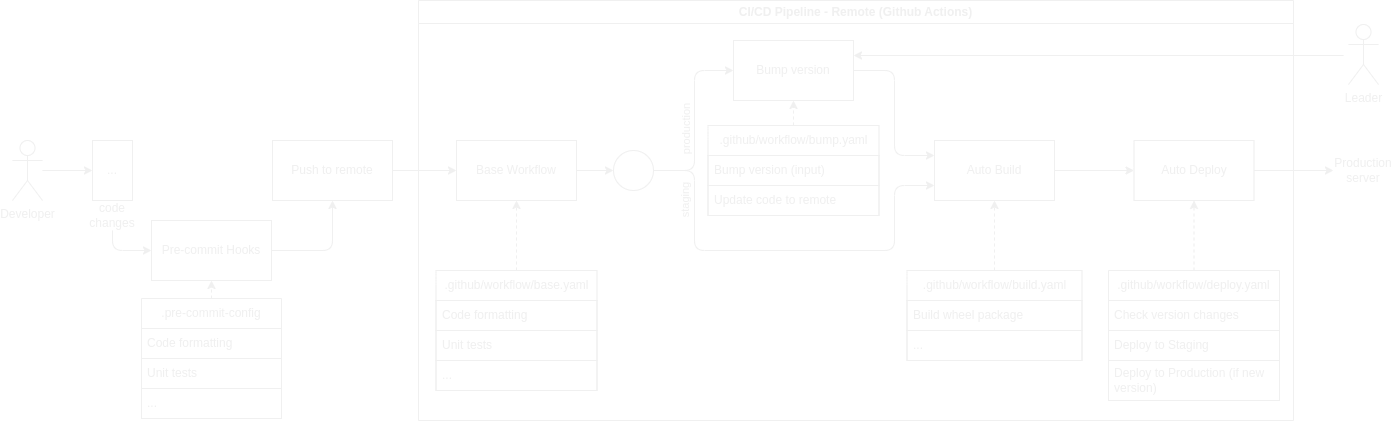 CI/CD Pipeline - Remote (Github Actions)
Bump version
Leader
production
.github/workflow/bump.yaml
Bump version (input)
Update code to remote
Developer
...
code
changes
Push to remote
Base Workflow
staging
Auto Build
Auto Deploy
Production
server
Pre-commit Hooks
.pre-commit-config
Code formatting
Unit tests
...
.github/workflow/base.yaml
Code formatting
Unit tests
...
.github/workflow/build.yaml
Build wheel package
...
.github/workflow/deploy.yaml
Check version changes
Deploy to Staging
Deploy to Production (if new
version)